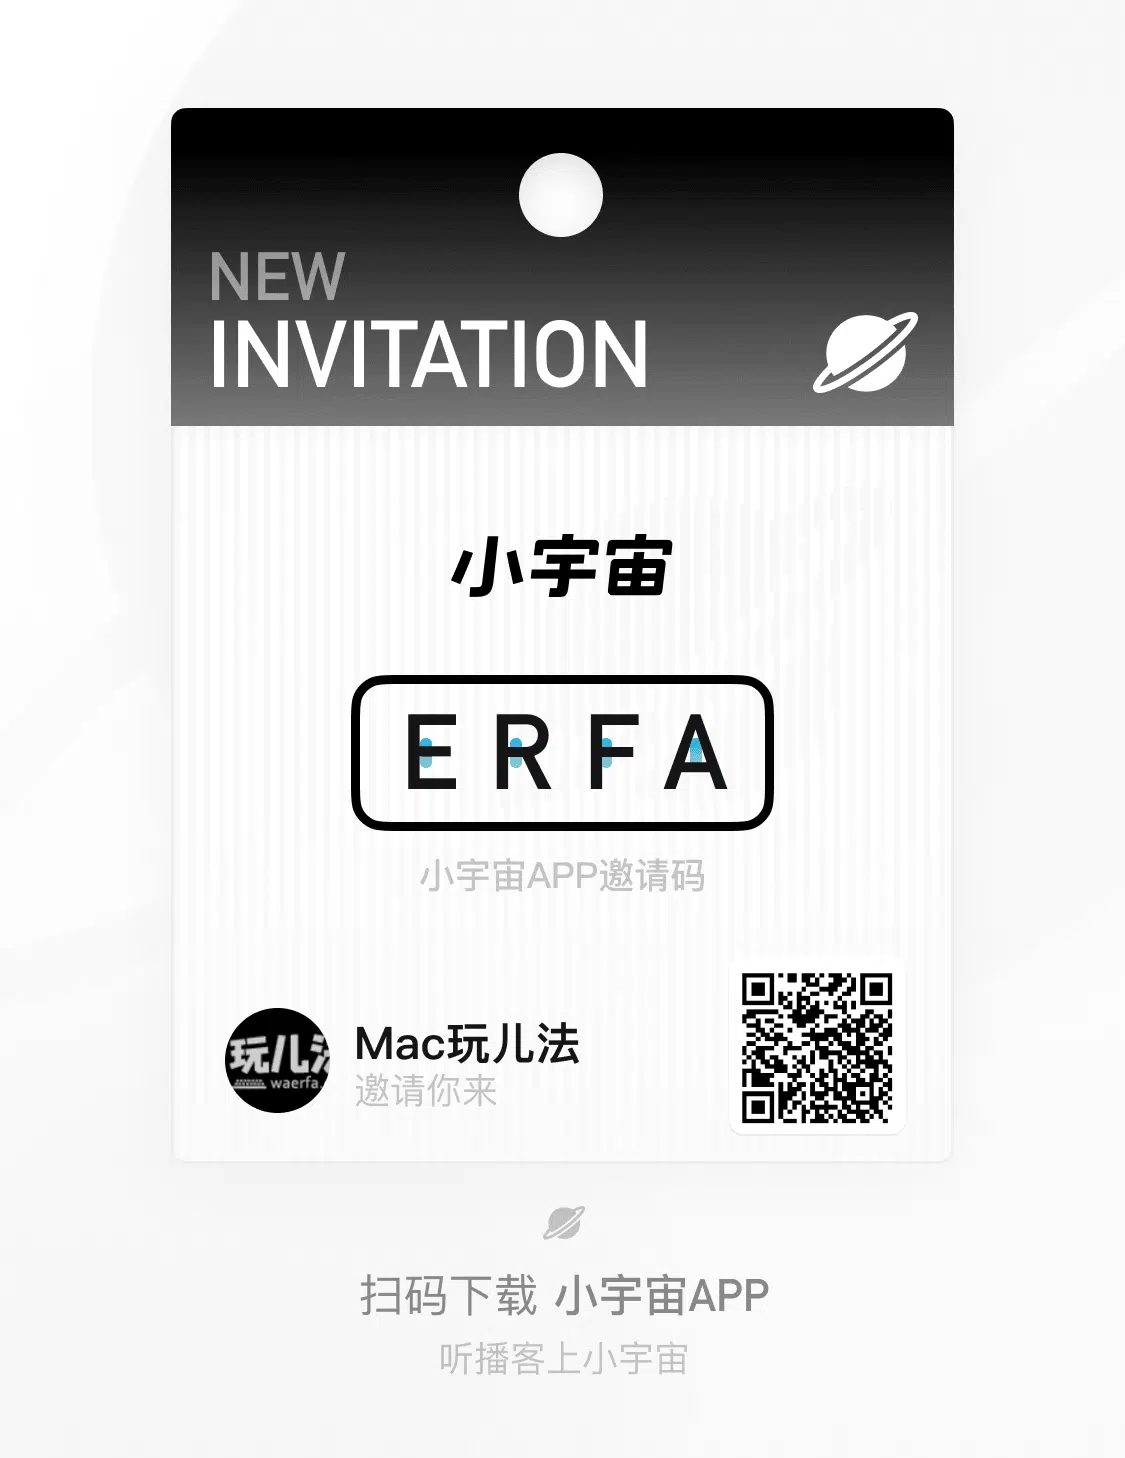 NEW
INVITATION
小宇宙
ERFA
小宇宙APP邀请码
玩儿法
waerfa.
Mac玩儿法
邀请你来
扫码下载 小宇宙APP
听播客上小宇宙